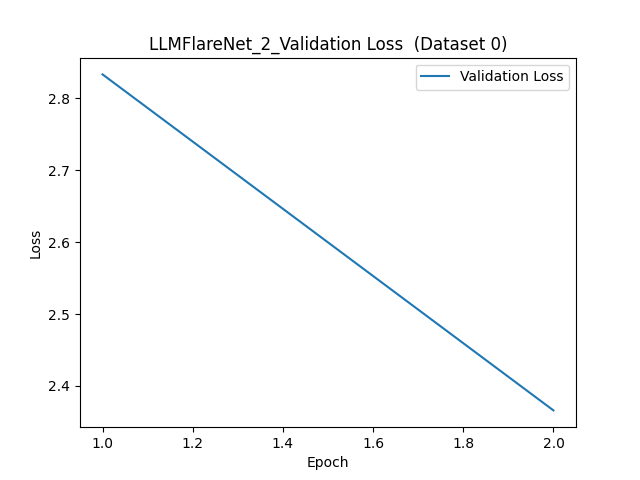 LLMFlareNet_2_Validation Loss  (Dataset 0)
Validation Loss
2.8
2.7
2.6
2.5
2.4
Loss
1.0 1.2 1.4 1.6 1.8 2.0
Epoch